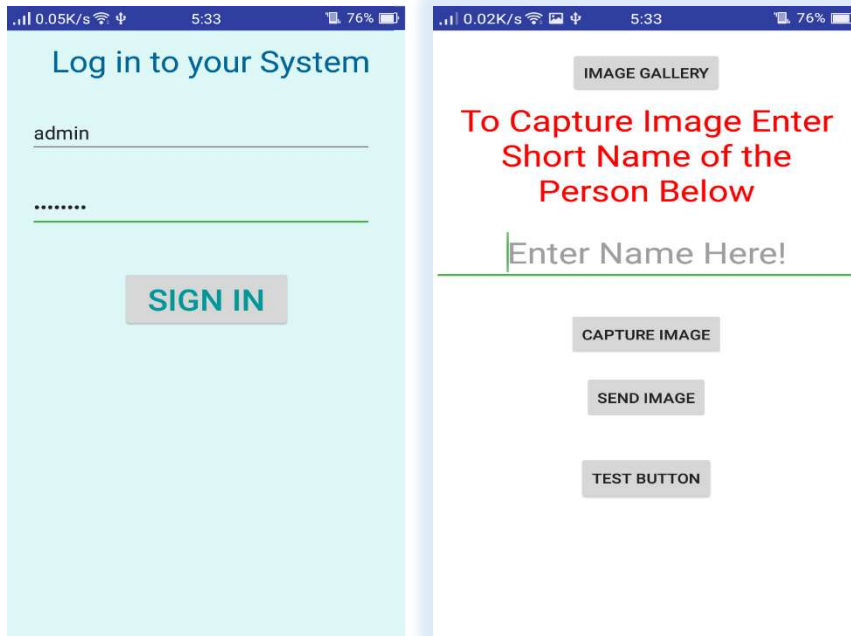 0.05K/s 5:33 76%
Log in to your System
admin
••••••••
SIGN IN
0.02K/s 5:33 76%
IMAGE GALLERY
To Capture Image Enter
Short Name of the
Person Below
Enter Name Here!
CAPTURE IMAGE
SEND IMAGE
TEST BUTTON